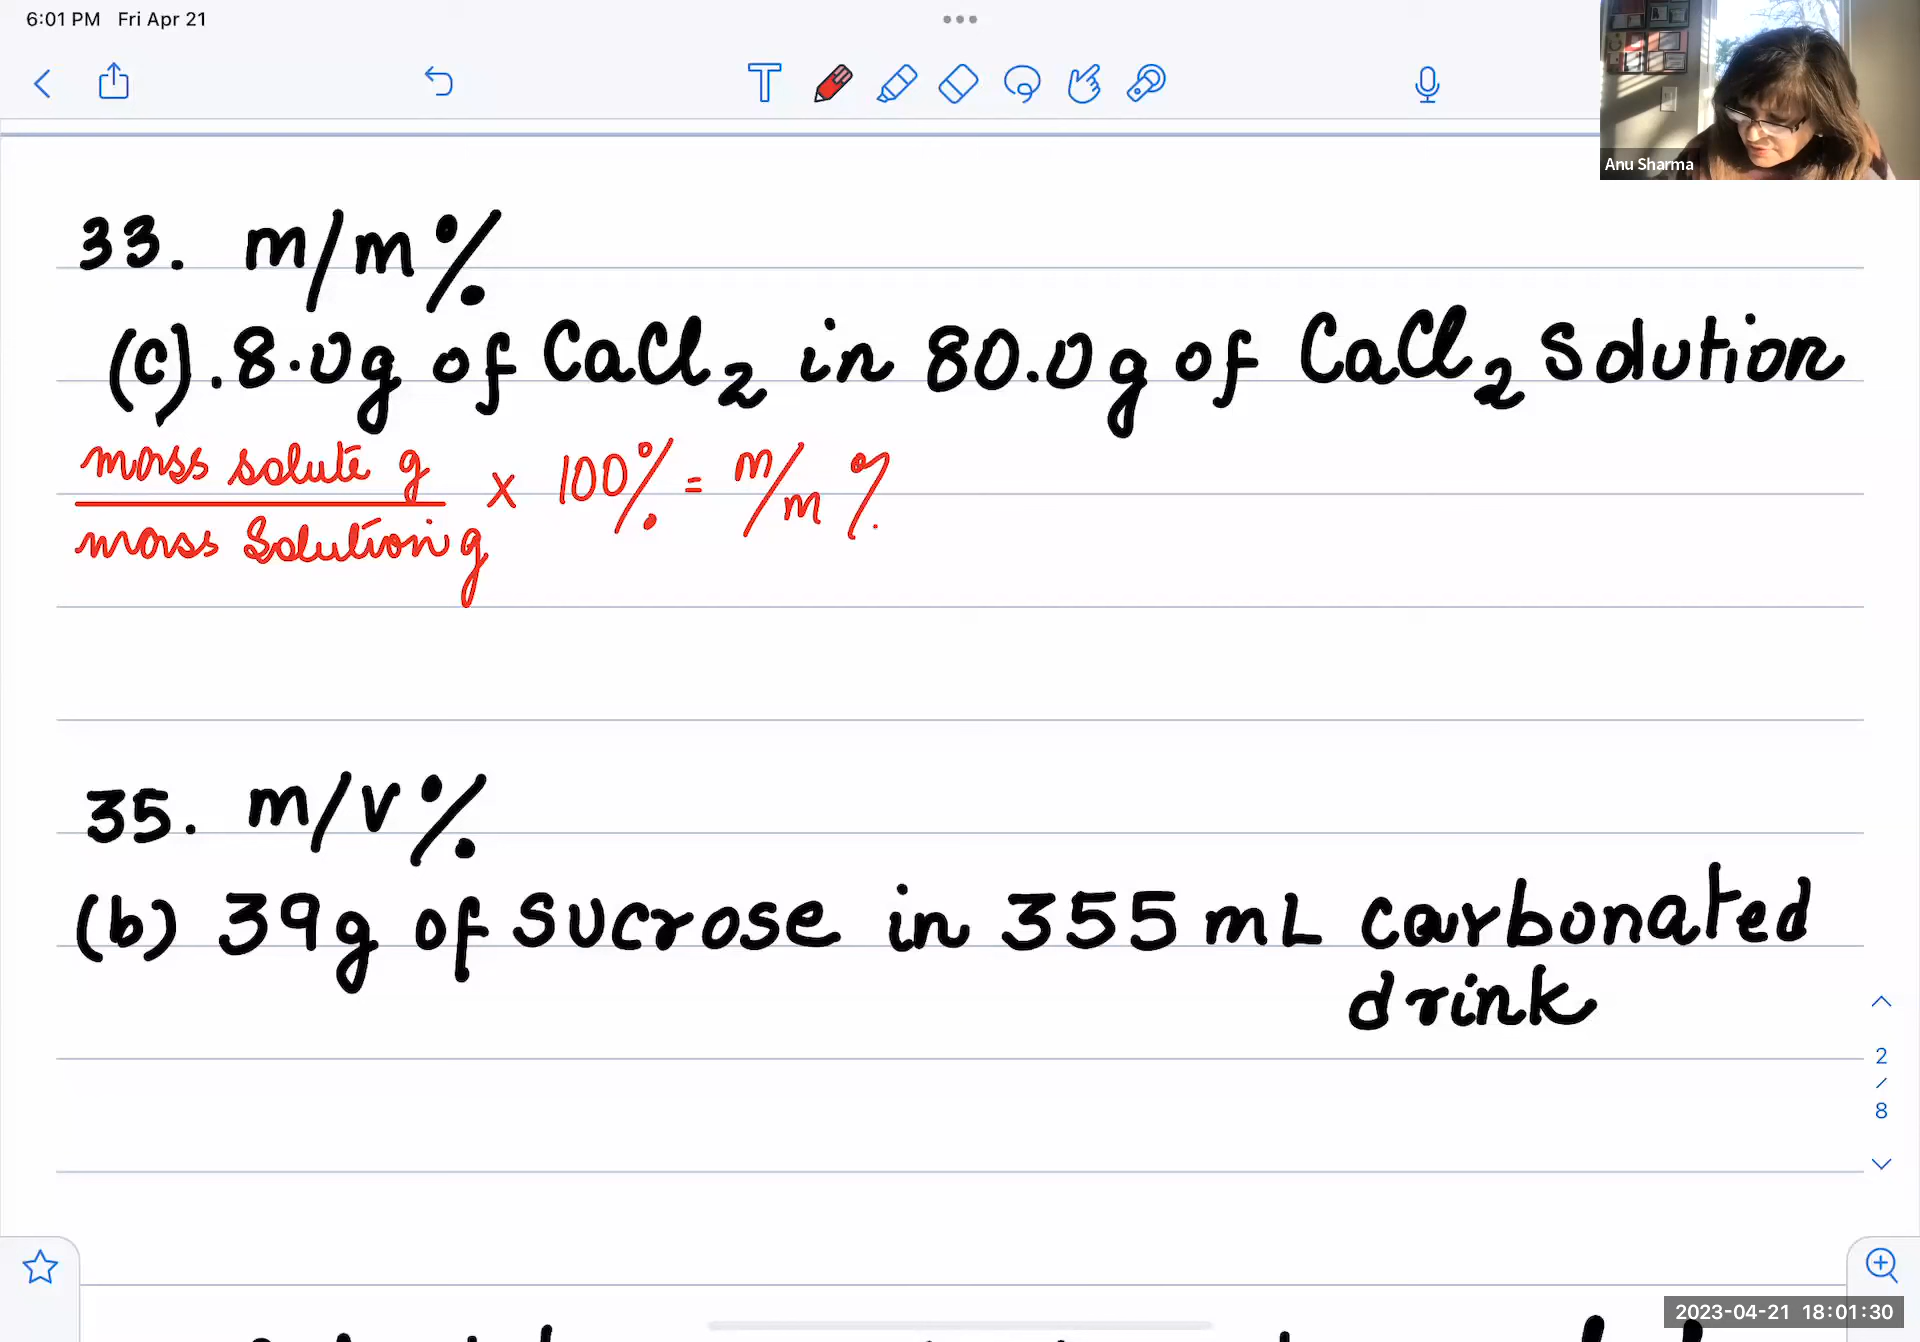 6:01 PM Fri Apr 21
Anu Sharma
33. m/m%
(c). 8.0g of CaCl2 in 80.0g of CaCl2 Solution
mass solute g
mass Solution g
x 100% = m/m %
35. m/v%
(b) 39g of sucrose in 355 mL carbonated
drink
2
/
8
2023-04-21 18:01:30